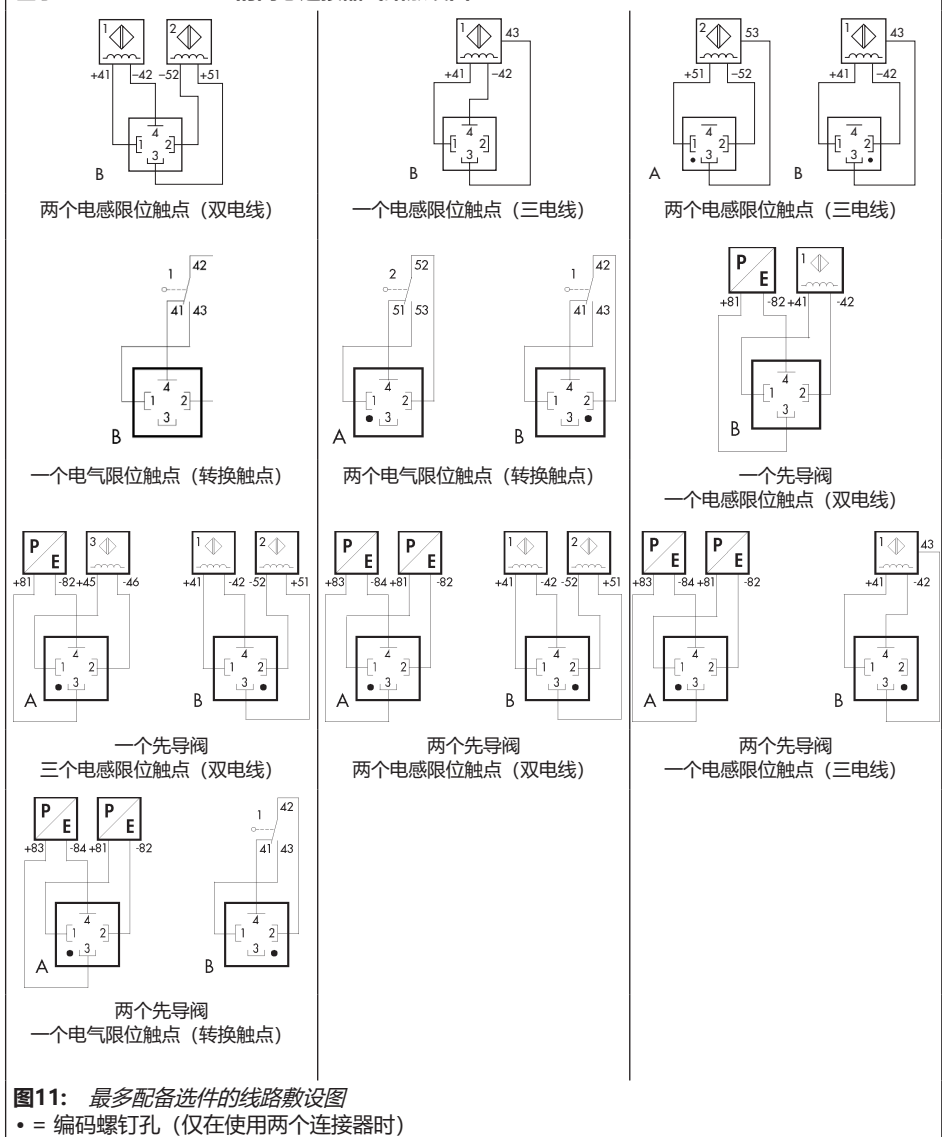 1
2
+41
−42
−52
+51
4
1
2
3
B
两个电感限位触点（双电线）
1
43
+41
−42
4
1
2
3
B
一个电感限位触点（三电线）
2
53
+51
−52
4
1
2
3
A
1
43
+41
−42
4
1
2
3
B
两个电感限位触点（三电线）
42
1
41 43
4
1
2
3
B
一个电气限位触点（转换触点）
52
2
51 53
4
1
2
3
A
42
1
41 43
4
1
2
3
B
两个电气限位触点（转换触点）
P
E
1
+81
-82
+41
-42
4
1
2
3
B
一个先导阀
一个电感限位触点（双电线）
P
E
3
+81
-82
+45
-46
4
1
2
3
A
1
2
+41
-42
-52
+51
4
1
2
3
B
一个先导阀
三个电感限位触点（双电线）
P
E
P
E
+83
-84
+81
-82
4
1
2
3
A
1
2
+41
-42
-52
+51
4
1
2
3
B
两个先导阀
两个电感限位触点（双电线）
P
E
P
E
+83
-84
+81
-82
4
1
2
3
A
1
43
+41
-42
4
1
2
3
B
两个先导阀
一个电感限位触点（三电线）
P
E
P
E
+83
-84
+81
-82
4
1
2
3
A
42
1
41 43
4
1
2
3
B
两个先导阀
一个电气限位触点（转换触点）
图11： 最多配备选件的线路敷设图
• = 编码螺钉孔（仅在使用两个连接器时）